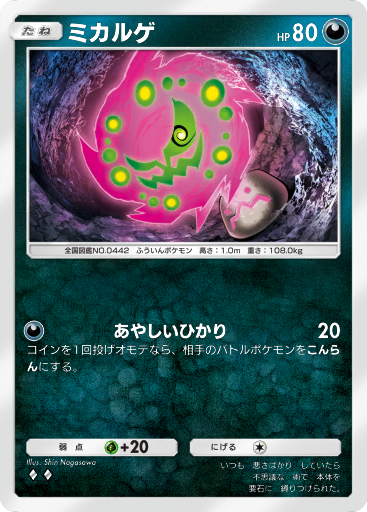 たね ミカルゲ HP 80
全国図鑑NO.0442 ふういんポケモン 高さ：1.0m 重さ：108.0kg
あやしいひかり 20
コインを1回投げオモテなら、相手のバトルポケモンをこんら
んにする。
弱点 +20 にげる
Illus. Shin Nagasawa
いつも 悪さばかり していたら
不思議な 術で 本体を
要石に 縛りつけられた。